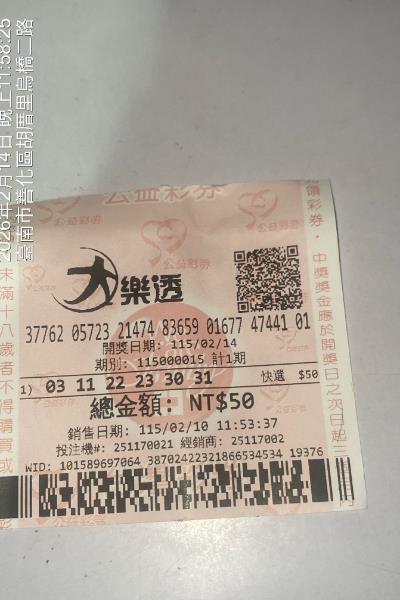 2026年2月14日 晚上11:58:25
臺南市善化區胡厝里烏橋二路
公益彩券
大樂透
37762 05723 21474 83659 01677 47441 01
開獎日期: 115/02/14
期別: 115000015 計1期
1) 03 11 22 23 30 31 快選 $50
總金額: NT$50
銷售日期: 115/02/10 11:53:37
投注機#: 251170021 經銷商: 25117002
WID: 101589697064 38702422321866534534 19376
未滿十八歲者不得購買或
領彩券‧中獎獎金應於開獎日之次日起三